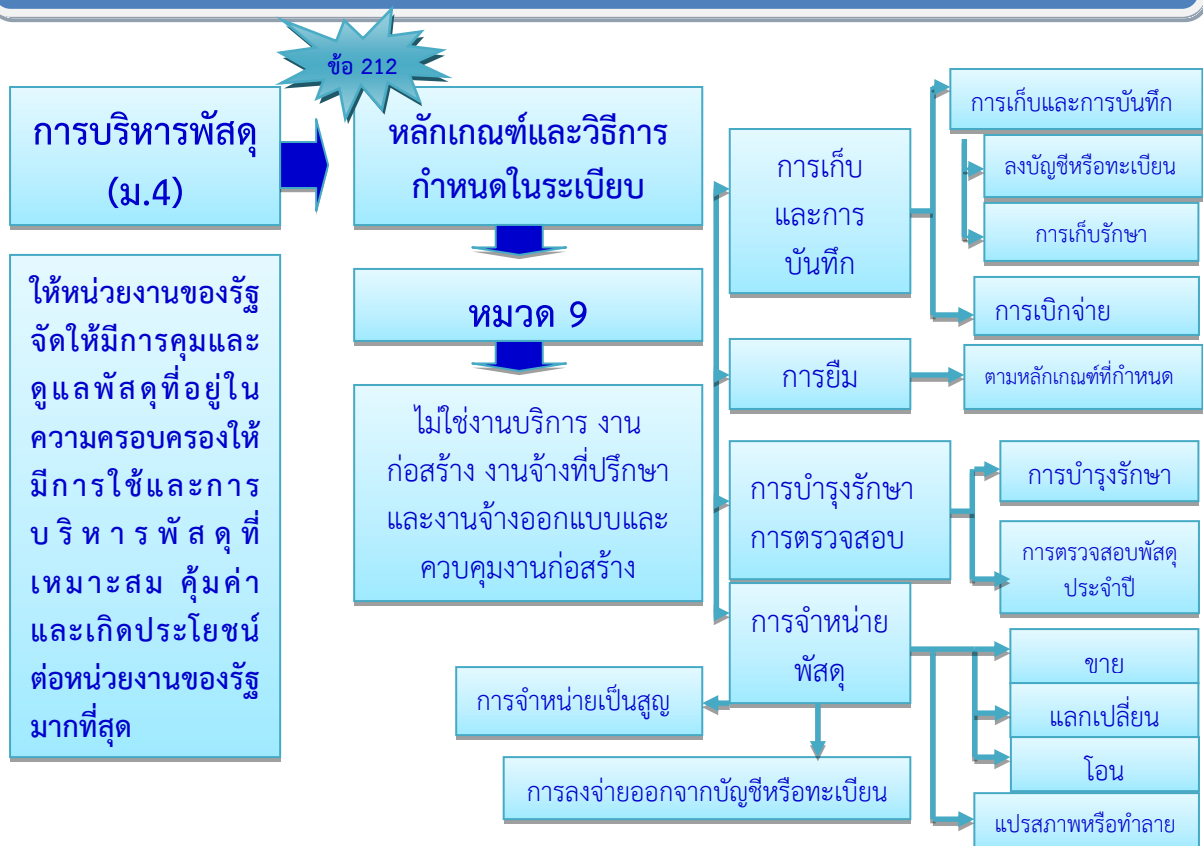 ข้อ 212
การบริหารพัสดุ
(ม.4)
ให้หน่วยงานของรัฐ
จัดให้มีการคุมและ
ดูแลพัสดุที่อยู่ใน
ความครอบครองให้
มีการใช้และการ
บริหารพัสดุที่
เหมาะสม คุ้มค่า
และเกิดประโยชน์
ต่อหน่วยงานของรัฐ
มากที่สุด
หลักเกณฑ์และวิธีการ
กำหนดในระเบียบ
หมวด 9
ไม่ใช่งานบริการ งาน
ก่อสร้าง งานจ้างที่ปรึกษา
และงานจ้างออกแบบและ
ควบคุมงานก่อสร้าง
การเก็บ
และการ
บันทึก
การเก็บและการบันทึก
ลงบัญชีหรือทะเบียน
การเก็บรักษา
การเบิกจ่าย
การยืม
ตามหลักเกณฑ์ที่กำหนด
การบำรุงรักษา
การตรวจสอบ
การบำรุงรักษา
การตรวจสอบพัสดุ
ประจำปี
การจำหน่าย
พัสดุ
ขาย
แลกเปลี่ยน
โอน
แปรสภาพหรือทำลาย
การจำหน่ายเป็นสูญ
การลงจ่ายออกจากบัญชีหรือทะเบียน